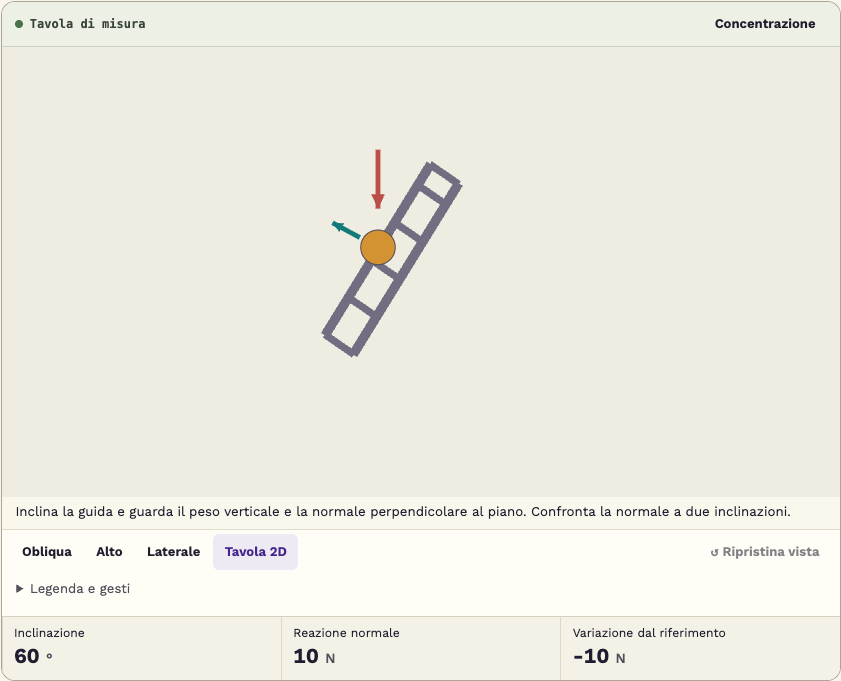 Tavola di misura
Concentrazione
Inclina la guida e guarda il peso verticale e la normale perpendicolare al piano. Confronta la normale a due inclinazioni.
Obliqua Alto Laterale Tavola 2D ↺ Ripristina vista
▶ Legenda e gesti
Inclinazione
60 °
Reazione normale
10 N
Variazione dal riferimento
-10 N